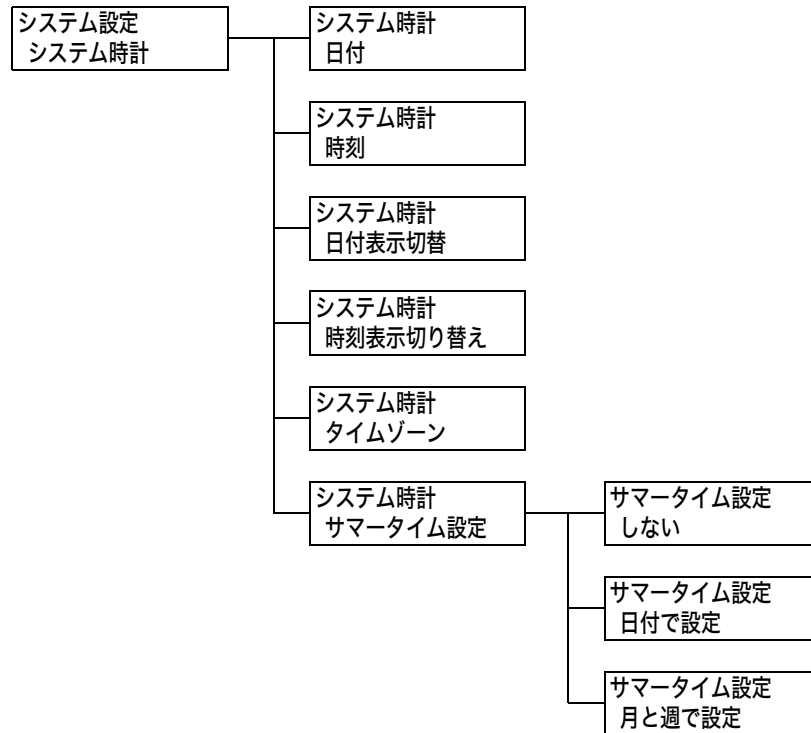 システム設定
システム時計
システム時計
日付
システム時計
時刻
システム時計
日付表示切替
システム時計
時刻表示切り替え
システム時計
タイムゾーン
システム時計
サマータイム設定
サマータイム設定
しない
サマータイム設定
日付で設定
サマータイム設定
月と週で設定